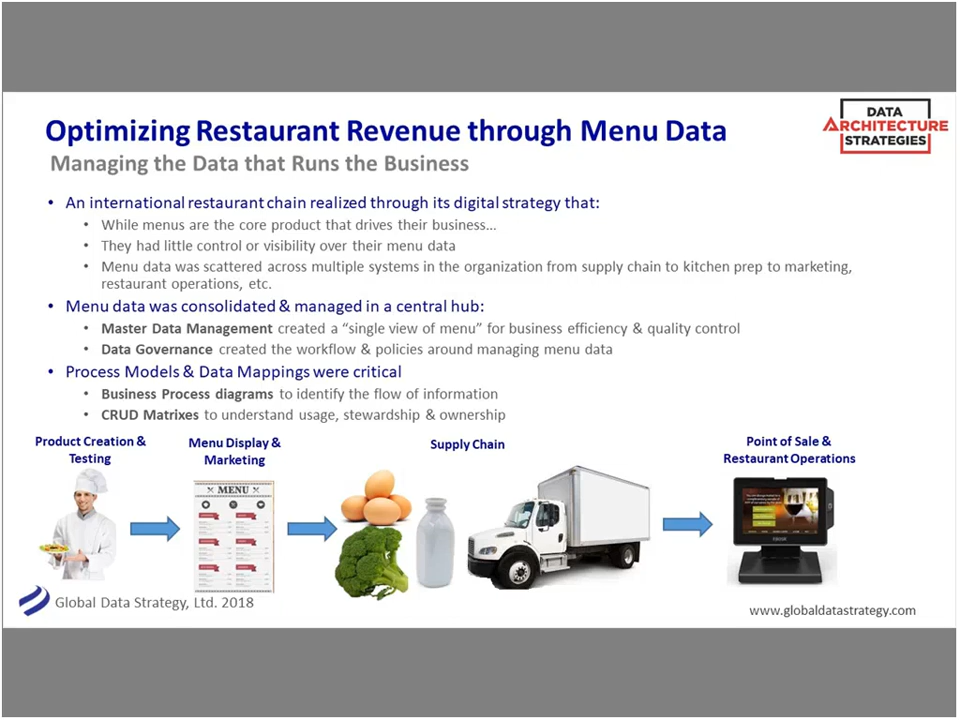 Optimizing Restaurant Revenue through Menu Data
DATA
ARCHITECTURE
STRATEGIES
Managing the Data that Runs the Business
• An international restaurant chain realized through its digital strategy that:
• While menus are the core product that drives their business...
• They had little control or visibility over their menu data
• Menu data was scattered across multiple systems in the organization from supply chain to kitchen prep to marketing,
restaurant operations, etc.
• Menu data was consolidated & managed in a central hub:
• Master Data Management created a “single view of menu” for business efficiency & quality control
• Data Governance created the workflow & policies around managing menu data
• Process Models & Data Mappings were critical
• Business Process diagrams to identify the flow of information
• CRUD Matrixes to understand usage, stewardship & ownership
Product Creation &
Testing
Menu Display &
Marketing
Supply Chain
Point of Sale &
Restaurant Operations
MENU
Global Data Strategy, Ltd. 2018
www.globaldatastrategy.com